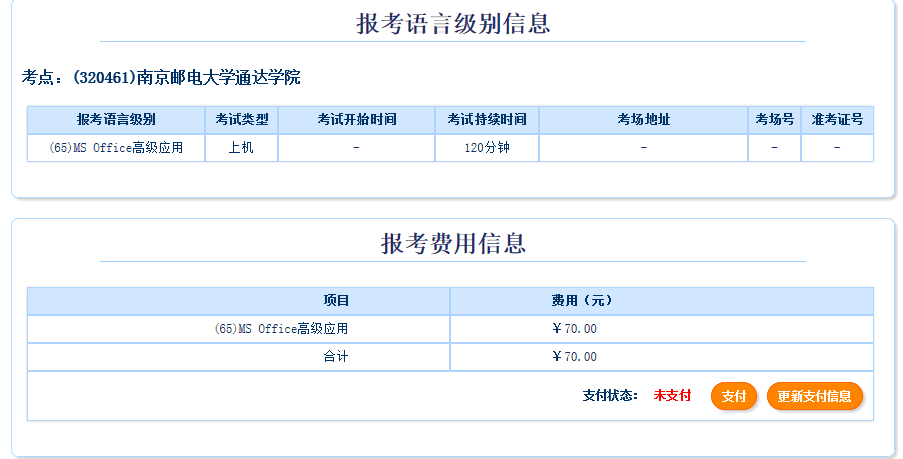 报考语言级别信息
考点：(320461)南京邮电大学通达学院
报考语言级别 考试类型 考试开始时间 考试持续时间 考场地址 考场号 准考证号
(65)MS Office高级应用 上机 - 120分钟 - - -
报考费用信息
项目 费用（元）
(65)MS Office高级应用 ￥70.00
合计 ￥70.00
支付状态： 未支付 支付 更新支付信息